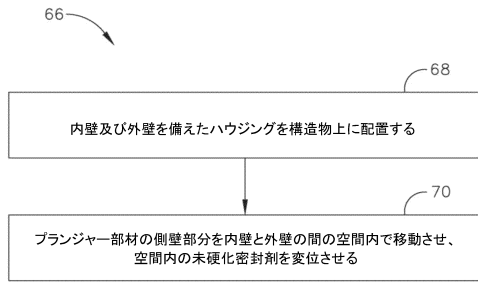 66
68
内壁及び外壁を備えたハウジングを構造物上に配置する
70
プランジャー部材の側壁部分を内壁と外壁の間の空間内で移動させ、
空間内の未硬化密封剤を変位させる